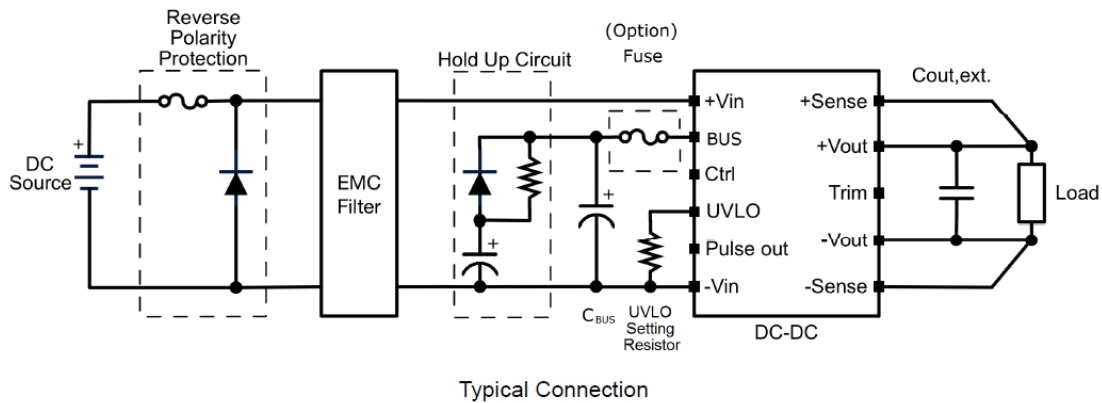 Reverse
Polarity
Protection
(Option)
Fuse
Hold Up Circuit
Cout,ext.
+
DC
Source
EMC
Filter
+
+
+Vin
BUS
Ctrl
UVLO
Pulse out
-Vin
+Sense
+Vout
Trim
-Vout
-Sense
Load
CBUS
UVLO
Setting
Resistor
DC-DC
Typical Connection